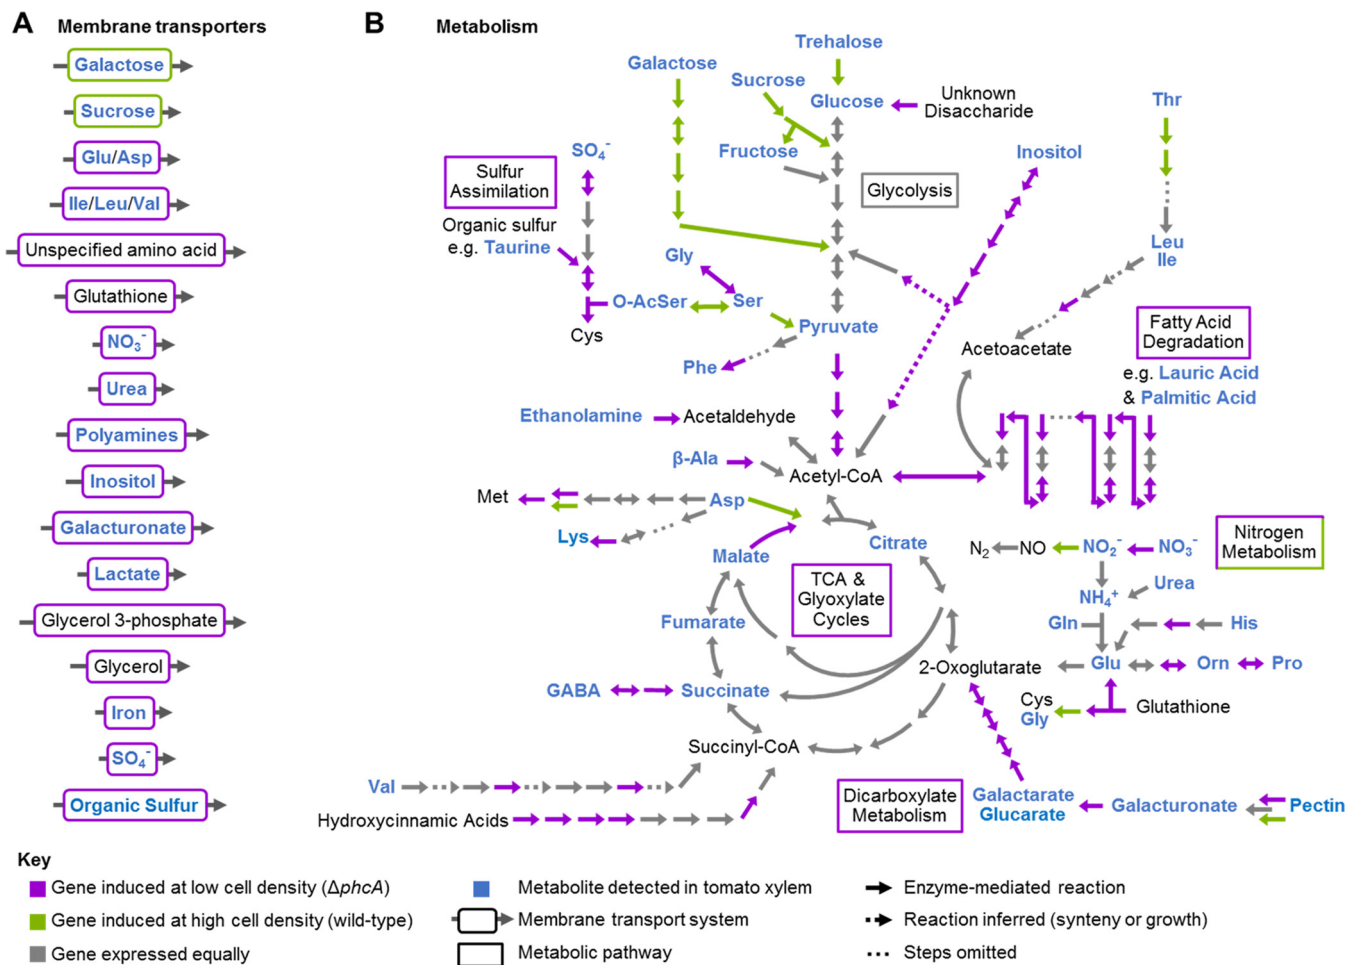 A Membrane transporters
Galactose
Sucrose
Glu/Asp
Ile/Leu/Val
Unspecified amino acid
Glutathione
NO₃⁻
Urea
Polyamines
Inositol
Galacturonate
Lactate
Glycerol 3-phosphate
Glycerol
Iron
SO₄⁻
Organic Sulfur
B Metabolism
Trehalose
Galactose
Sucrose
Glucose
Unknown
Disaccharide
Thr
SO₄⁻
Fructose
Inositol
Sulfur
Assimilation
Glycolysis
Organic sulfur
e.g. Taurine
Gly
Leu
Ile
O-AcSer
Ser
Cys
Pyruvate
Acetoacetate
Fatty Acid
Degradation
Phe
e.g. Lauric Acid
& Palmitic Acid
Ethanolamine
Acetaldehyde
β-Ala
Acetyl-CoA
Met
Asp
Lys
Malate
Citrate
N₂
NO
NO₂⁻
NO₃⁻
Nitrogen
Metabolism
TCA &
Glyoxylate
Cycles
Urea
NH₄⁺
Fumarate
Gln
His
GABA
Succinate
2-Oxoglutarate
Glu
Orn
Pro
Cys
Gly
Glutathione
Succinyl-CoA
Val
Hydroxycinnamic Acids
Dicarboxylate
Metabolism
Galactarate
Glucarate
Galacturonate
Pectin
Key
Gene induced at low cell density (ΔphcA)
Gene induced at high cell density (wild-type)
Gene expressed equally
Metabolite detected in tomato xylem
Membrane transport system
Metabolic pathway
Enzyme-mediated reaction
Reaction inferred (synteny or growth)
Steps omitted